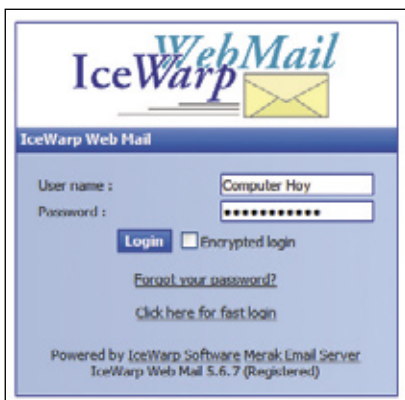 IceWarp WebMail
IceWarp Web Mail
User name : Computer Hoy
Password : •••••••••••
Login Encrypted login
Forgot your password?
Click here for fast login
Powered by IceWarp Software Merak Email Server
IceWarp Web Mail 5.6.7 (Registered)